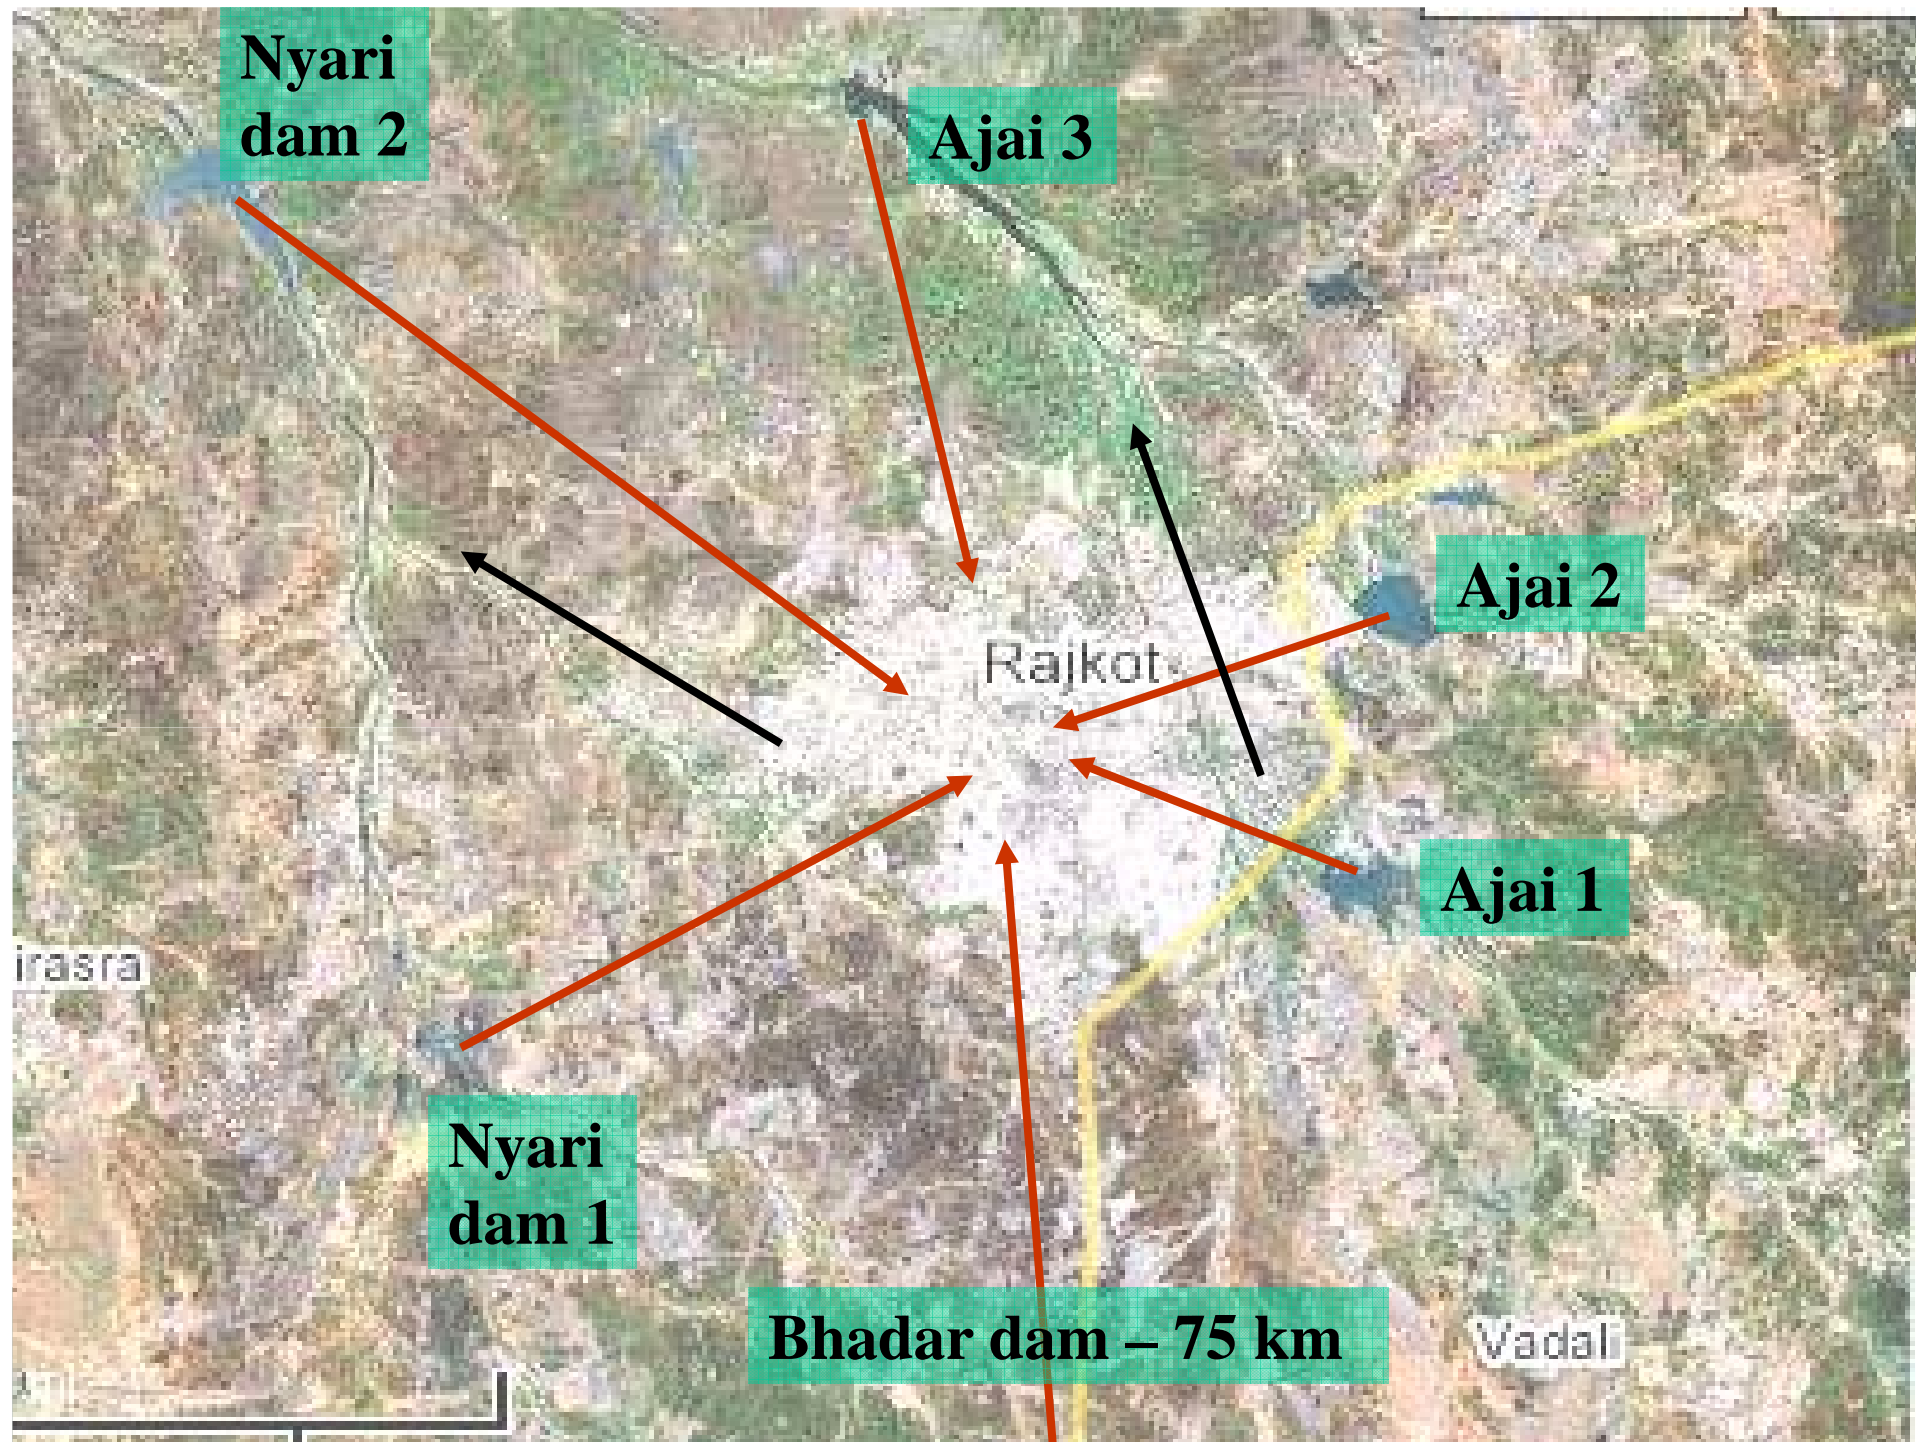 Nyari
dam 2
Ajai 3
Ajai 2
Rajkot
Ajai 1
irasra
Nyari
dam 1
Bhadar dam – 75 km
Vadali